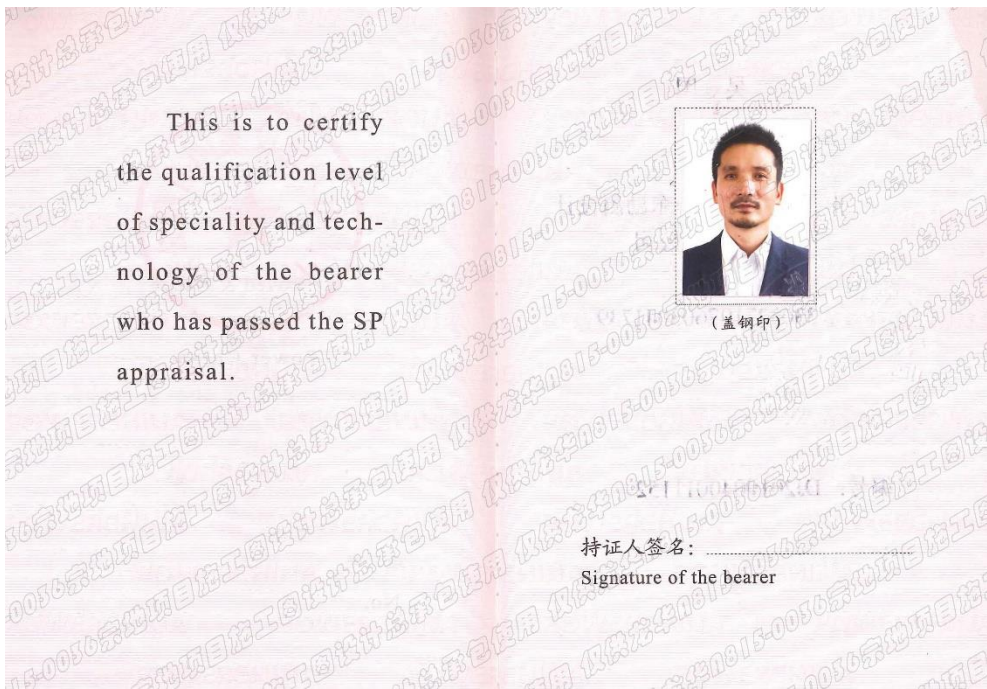 This is to certify
the qualification level
of speciality and tech-
nology of the bearer
who has passed the SP
appraisal.
(盖钢印)
持证人签名:
Signature of the bearer
仅供龙华A815-0036宗地项目施工图设计总承包使用